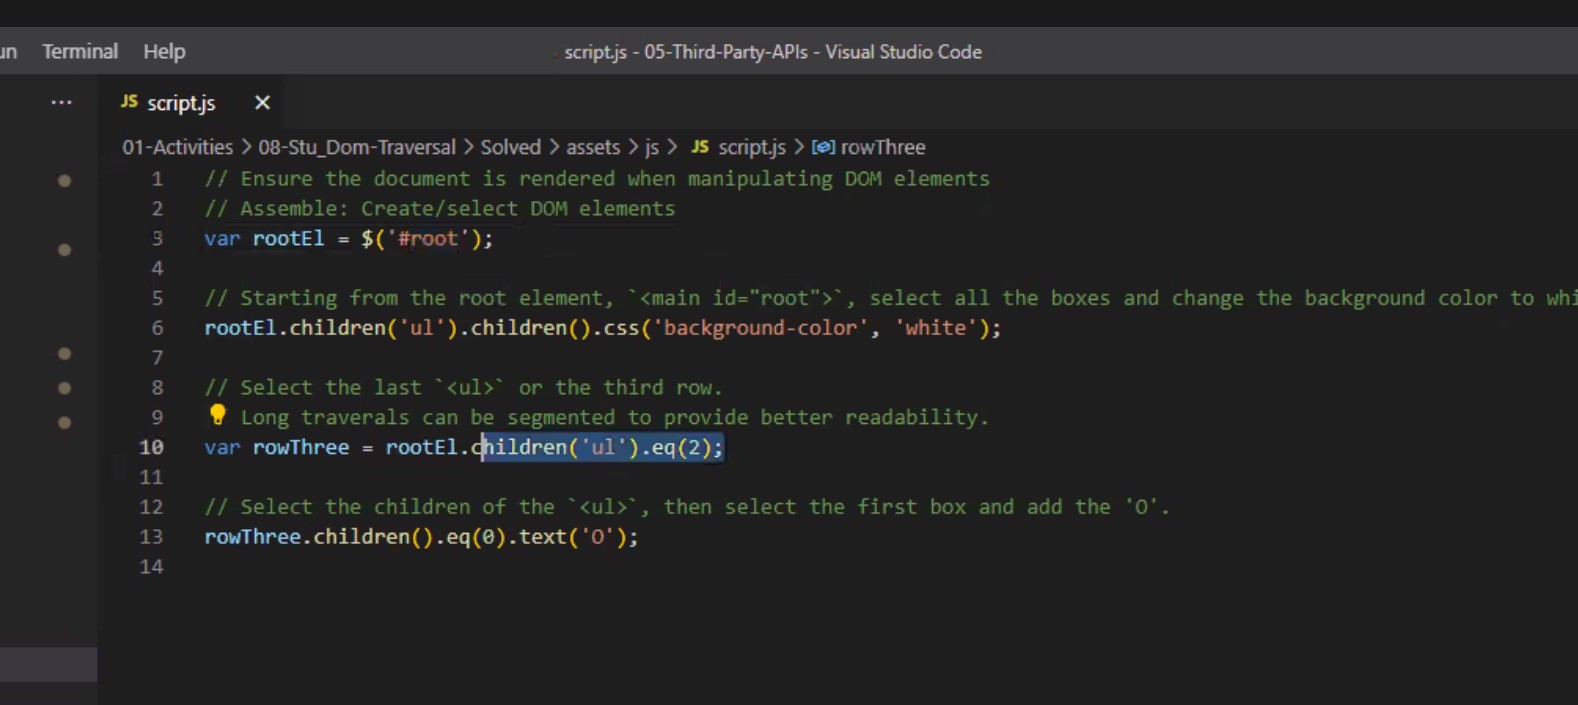 un Terminal Help script.js - 05-Third-Party-APIs - Visual Studio Code
... JS script.js ×
01-Activities > 08-Stu_Dom-Traversal > Solved > assets > js > JS script.js > rowThree
1 // Ensure the document is rendered when manipulating DOM elements
2 // Assemble: Create/select DOM elements
3 var rootEl = $('#root');
4
5 // Starting from the root element, `<main id="root">`, select all the boxes and change the background color to whi
6 rootEl.children('ul').children().css('background-color', 'white');
7
8 // Select the last `<ul>` or the third row.
9 Long traverals can be segmented to provide better readability.
10 var rowThree = rootEl.children('ul').eq(2);
11
12 // Select the children of the `<ul>`, then select the first box and add the 'O'.
13 rowThree.children().eq(0).text('O');
14